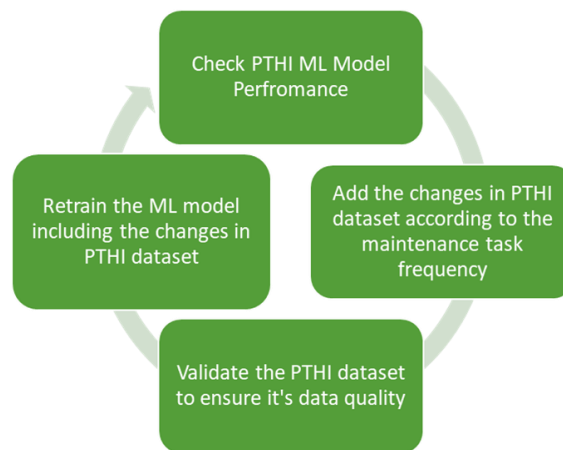 Check PTHI ML Model
Perfromance
Add the changes in PTHI
dataset according to the
maintenance task
frequency
Validate the PTHI dataset
to ensure it's data quality
Retrain the ML model
including the changes in
PTHI dataset